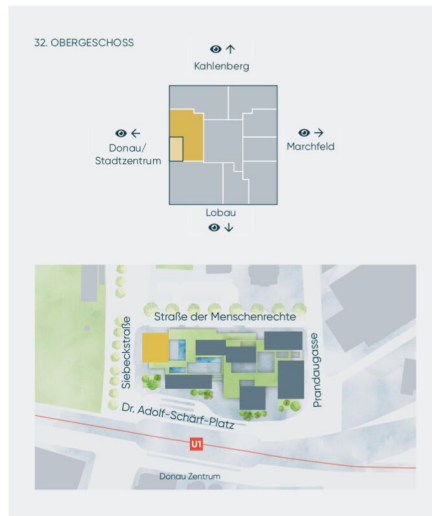 32. OBERGESCHOSS
Kahlenberg
Donau/
Stadtzentrum
Marchfeld
Lobau
Straße der Menschenrechte
Siebeckstraße
Prandaugasse
Dr. Adolf-Schärf-Platz
U1
Donau Zentrum